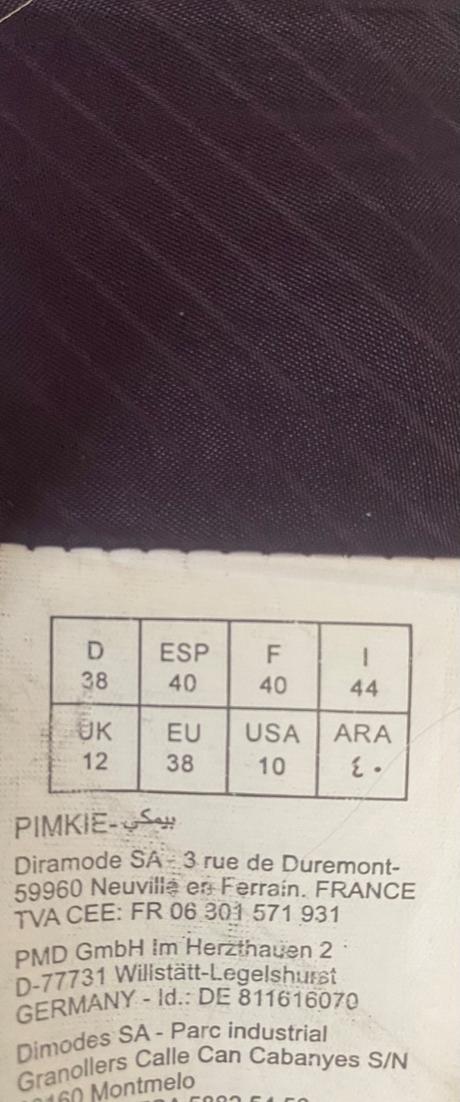 D ESP F I
38 40 40 44
UK EU USA ARA
12 38 10 ٤٠
PIMKIE-بيمكي
Diramode SA - 3 rue de Duremont-
59960 Neuville en Ferrain. FRANCE
TVA CEE: FR 06 301 571 931
PMD GmbH Im Herzthauen 2
D-77731 Willstätt-Legelshurst
GERMANY - Id.: DE 811616070
Dimodes SA - Parc industrial
Granollers Calle Can Cabanyes S/N
Montmelo